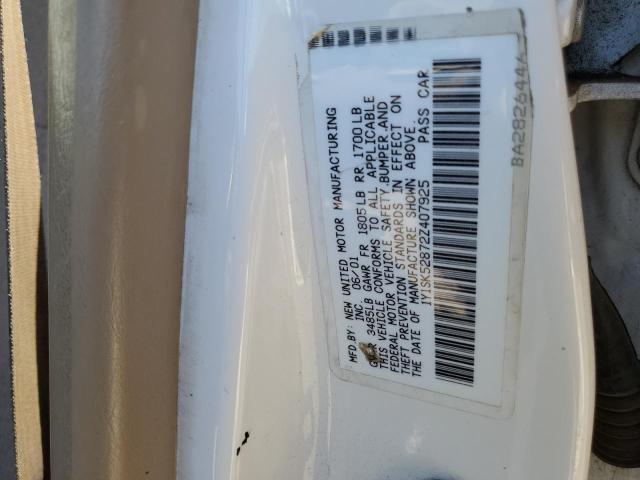 MFD BY: NEW UNITED MOTOR MANUFACTURING
INC. 06/01
GVWR 3485LB GAWR FR 1805LB RR 1700LB
THIS VEHICLE CONFORMS TO ALL APPLICABLE
FEDERAL MOTOR VEHICLE SAFETY,BUMPER,AND
THEFT PREVENTION STANDARDS IN EFFECT ON
THE DATE OF MANUFACTURE SHOWN ABOVE.
1Y1SK52872Z407925 PASS CAR
BA2826446